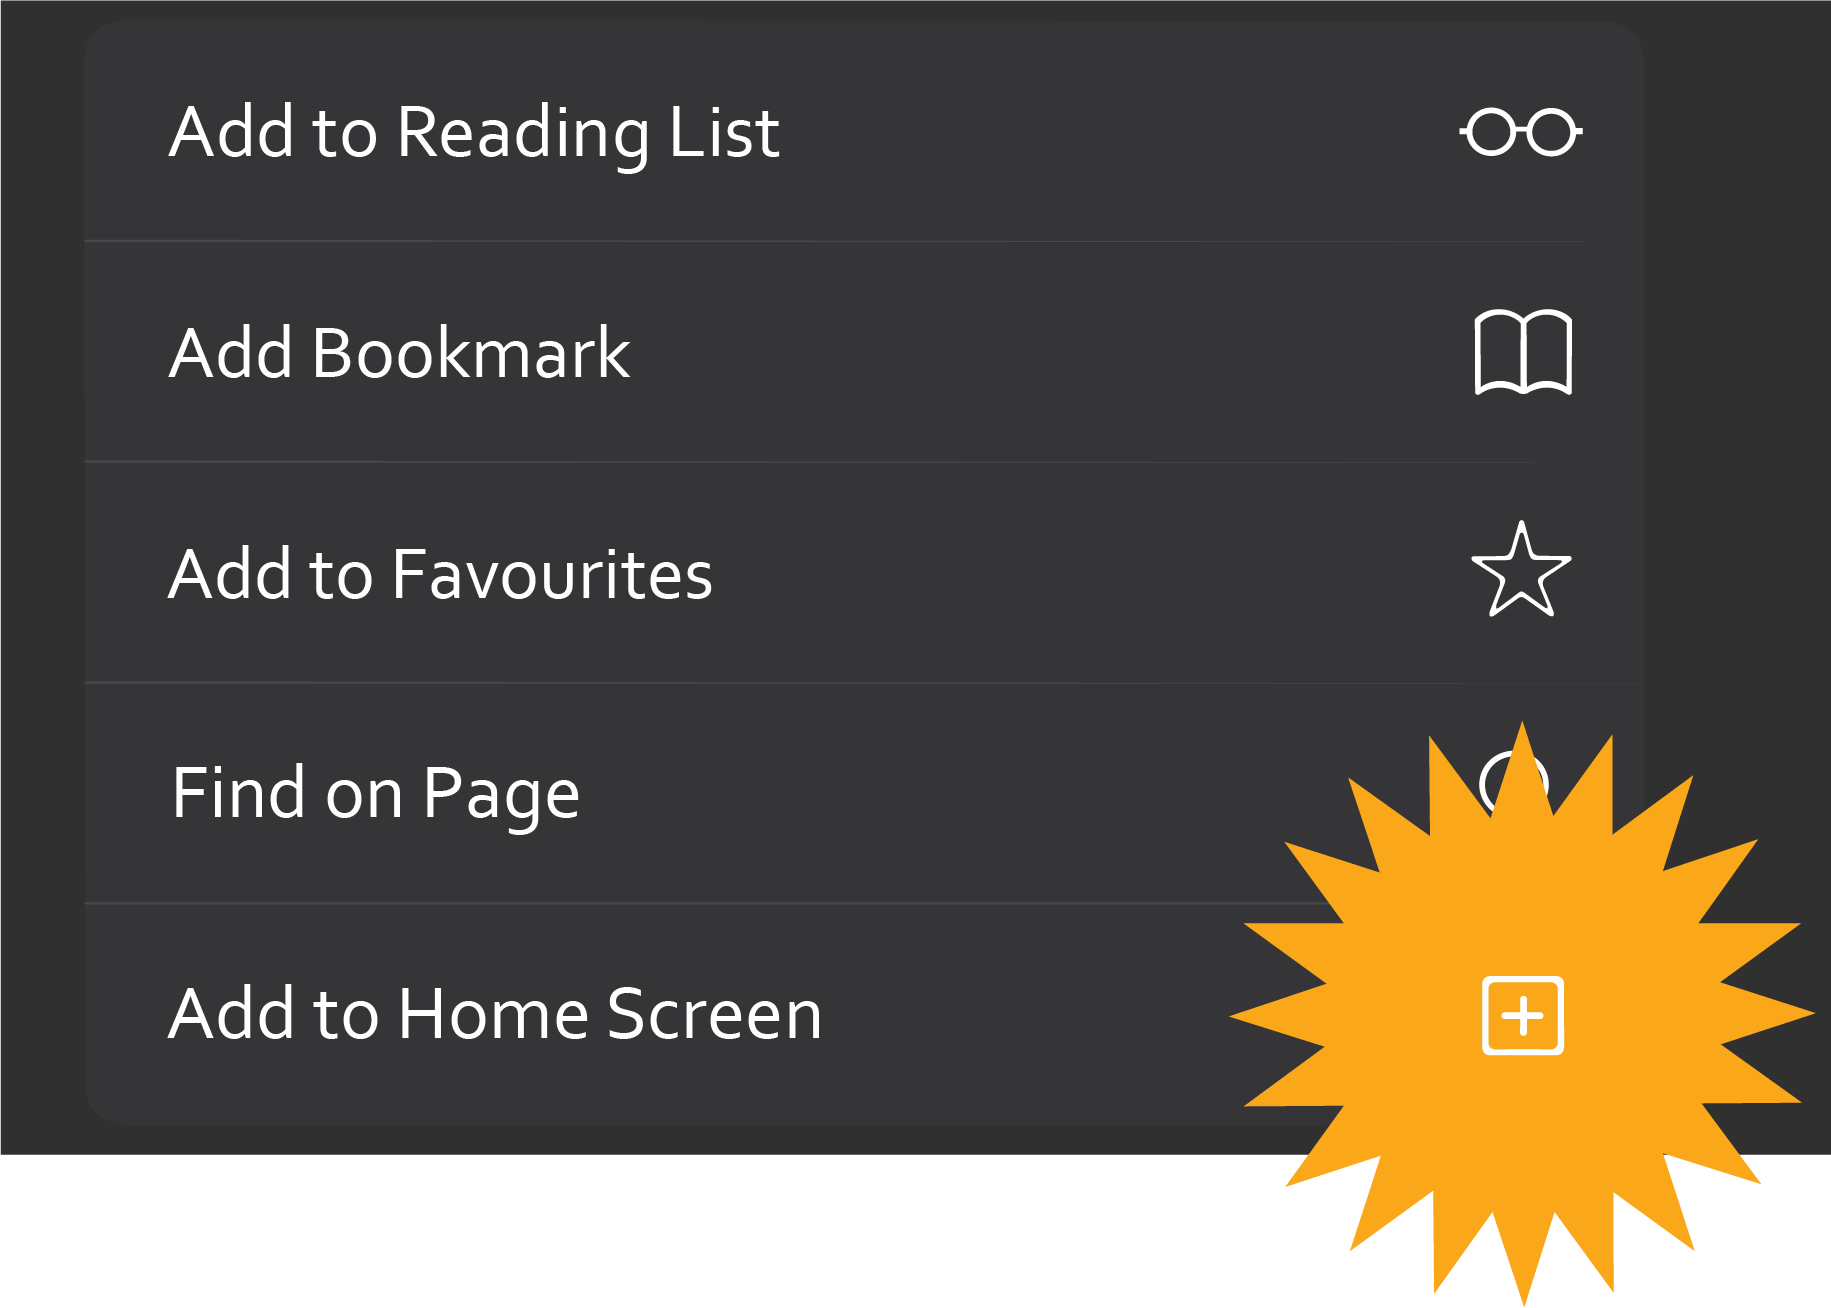 Add to Reading List
Add Bookmark
Add to Favourites
Find on Page
Add to Home Screen